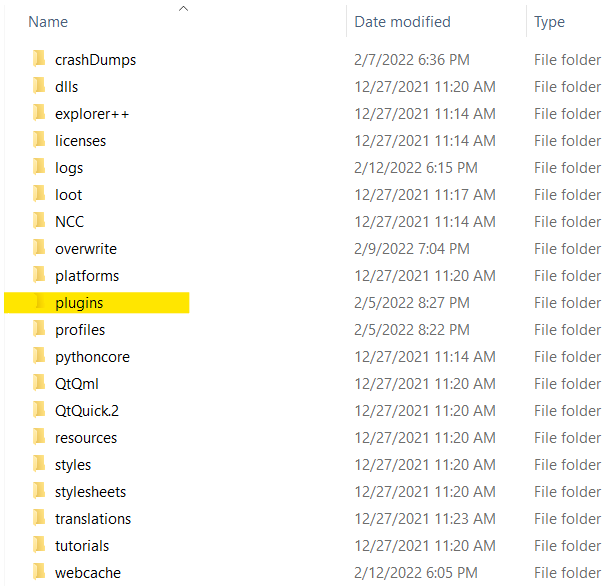 Name Date modified Type
crashDumps 2/7/2022 6:36 PM File folder
dlls 12/27/2021 11:20 AM File folder
explorer++ 12/27/2021 11:14 AM File folder
licenses 12/27/2021 11:14 AM File folder
logs 2/12/2022 6:15 PM File folder
loot 12/27/2021 11:17 AM File folder
NCC 12/27/2021 11:14 AM File folder
overwrite 2/9/2022 7:04 PM File folder
platforms 12/27/2021 11:20 AM File folder
plugins 2/5/2022 8:27 PM File folder
profiles 2/5/2022 8:22 PM File folder
pythoncore 12/27/2021 11:14 AM File folder
QtQml 12/27/2021 11:20 AM File folder
QtQuick.2 12/27/2021 11:20 AM File folder
resources 12/27/2021 11:20 AM File folder
styles 12/27/2021 11:20 AM File folder
stylesheets 12/27/2021 11:20 AM File folder
translations 12/27/2021 11:23 AM File folder
tutorials 12/27/2021 11:20 AM File folder
webcache 2/12/2022 6:05 PM File folder